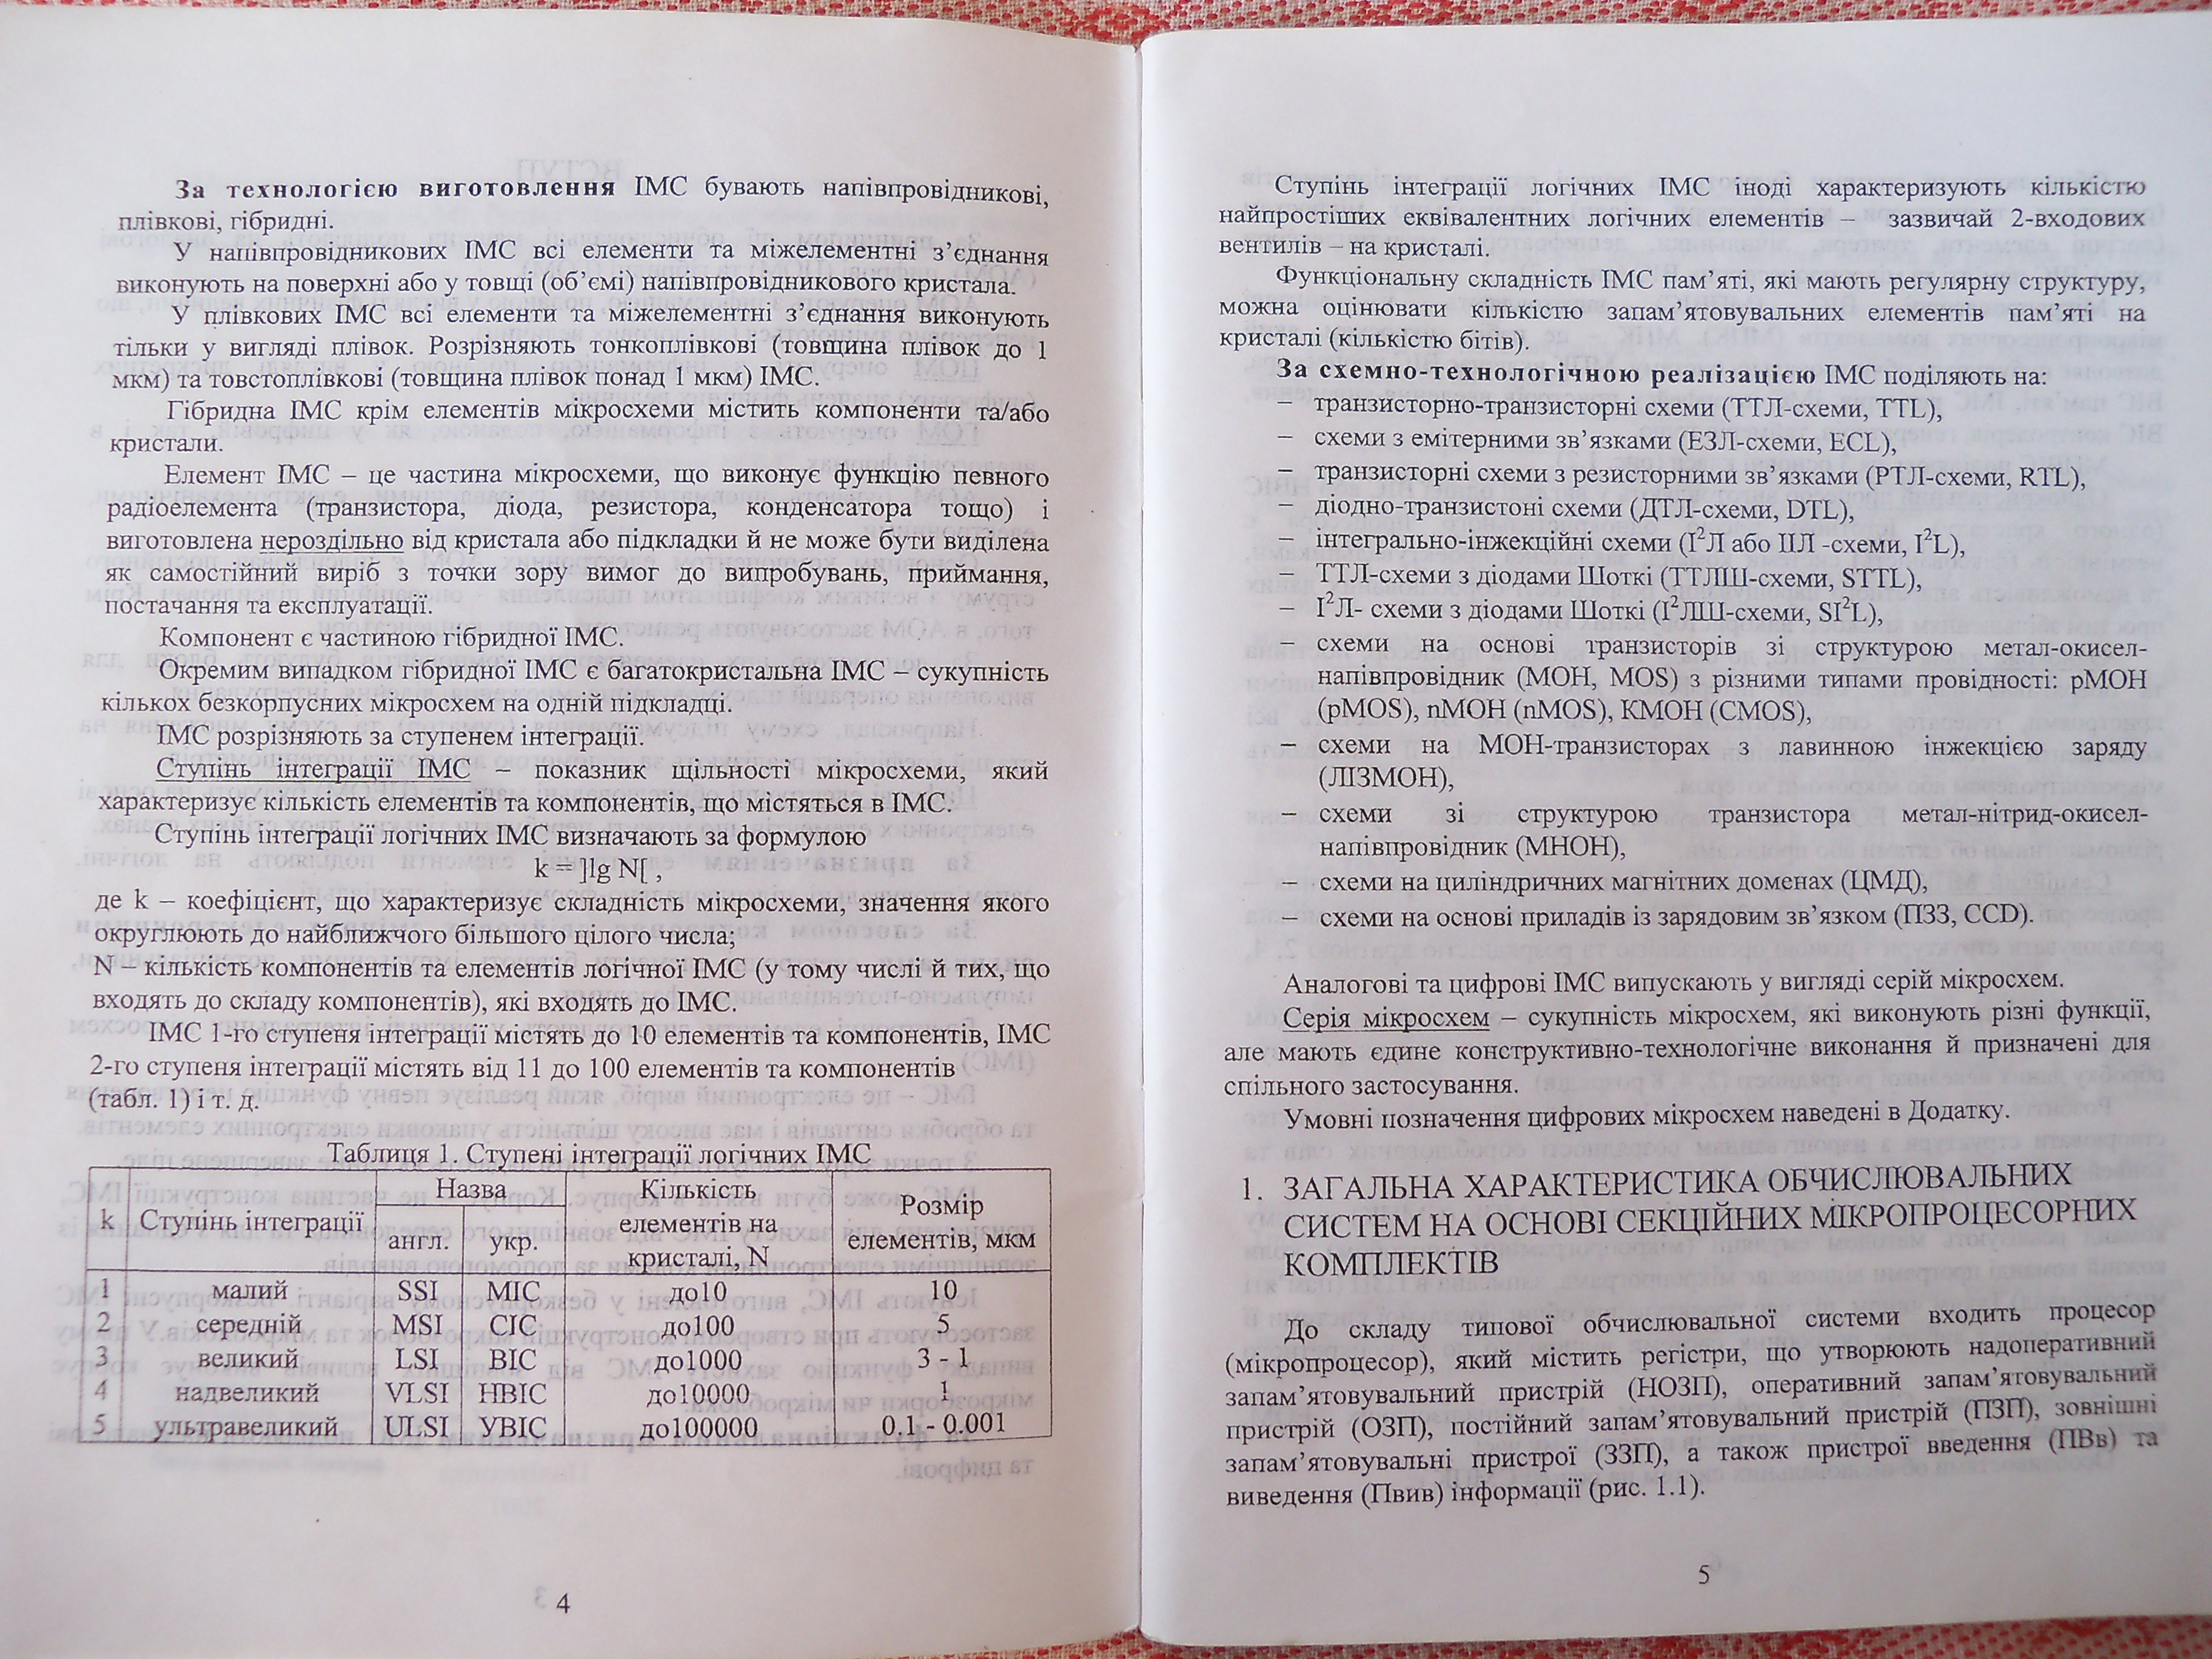 За технологією виготовлення ІМС бувають напівпровідникові,
плівкові, гібридні.
У напівпровідникових ІМС всі елементи та міжелементні з’єднання
виконують на поверхні або у товщі (об’ємі) напівпровідникового кристала.
У плівкових ІМС всі елементи та міжелементні з’єднання виконують
тільки у вигляді плівок. Розрізняють тонкоплівкові (товщина плівок до 1
мкм) та товстоплівкові (товщина плівок понад 1 мкм) ІМС.
Гібридна ІМС крім елементів мікросхеми містить компоненти та/або
кристали.
Елемент ІМС – це частина мікросхеми, що виконує функцію певного
радіоелемента (транзистора, діода, резистора, конденсатора тощо) і
виготовлена нероздільно від кристала або підкладки й не може бути виділена
як самостійний виріб з точки зору вимог до випробувань, приймання,
постачання та експлуатації.
Компонент є частиною гібридної ІМС.
Окремим випадком гібридної ІМС є багатокристальна ІМС – сукупність
кількох безкорпусних мікросхем на одній підкладці.
ІМС розрізняють за ступенем інтеграції.
Ступінь інтеграції ІМС – показник щільності мікросхеми, який
характеризує кількість елементів та компонентів, що містяться в ІМС.
Ступінь інтеграції логічних ІМС визначають за формулою
k = ]lg N[ ,
де k – коефіцієнт, що характеризує складність мікросхеми, значення якого
округлюють до найближчого більшого цілого числа;
N – кількість компонентів та елементів логічної ІМС (у тому числі й тих, що
входять до складу компонентів), які входять до ІМС.
ІМС 1-го ступеня інтеграції містять до 10 елементів та компонентів, ІМС
2-го ступеня інтеграції містять від 11 до 100 елементів та компонентів
(табл. 1) і т. д.
Таблиця 1. Ступені інтеграції логічних ІМС
k Ступінь інтеграції Назва англ. укр. Кількість елементів на кристалі, N Розмір елементів, мкм
1 малий SSI МІС до10 10
2 середній MSI СІС до100 5
3 великий LSI ВІС до1000 3 - 1
4 надвеликий VLSI НВІС до10000 1
5 ультравеликий ULSI УВІС до100000 0.1 - 0.001
4
Ступінь інтеграції логічних ІМС іноді характеризують кількістю
найпростіших еквівалентних логічних елементів – зазвичай 2-входових
вентилів – на кристалі.
Функціональну складність ІМС пам’яті, які мають регулярну структуру,
можна оцінювати кількістю запам’ятовувальних елементів пам’яті на
кристалі (кількістю бітів).
За схемно-технологічною реалізацією ІМС поділяють на:
– транзисторно-транзисторні схеми (ТТЛ-схеми, TTL),
– схеми з емітерними зв’язками (ЕЗЛ-схеми, ECL),
– транзисторні схеми з резисторними зв’язками (РТЛ-схеми, RTL),
– діодно-транзистоні схеми (ДТЛ-схеми, DTL),
– інтегрально-інжекційні схеми (І²Л або ІІЛ -схеми, I²L),
– ТТЛ-схеми з діодами Шоткі (ТТЛШ-схеми, STTL),
– І²Л- схеми з діодами Шоткі (І²ЛШ-схеми, SI²L),
– схеми на основі транзисторів зі структурою метал-окисел-
напівпровідник (МОН, MOS) з різними типами провідності: рМОН
(pMOS), nМОН (nMOS), КМОН (CMOS),
– схеми на МОН-транзисторах з лавинною інжекцією заряду
(ЛІЗМОН),
– схеми зі структурою транзистора метал-нітрид-окисел-
напівпровідник (МНОН),
– схеми на циліндричних магнітних доменах (ЦМД),
– схеми на основі приладів із зарядовим зв’язком (ПЗЗ, CCD).
Аналогові та цифрові ІМС випускають у вигляді серій мікросхем.
Серія мікросхем – сукупність мікросхем, які виконують різні функції,
але мають єдине конструктивно-технологічне виконання й призначені для
спільного застосування.
Умовні позначення цифрових мікросхем наведені в Додатку.
1. ЗАГАЛЬНА ХАРАКТЕРИСТИКА ОБЧИСЛЮВАЛЬНИХ
СИСТЕМ НА ОСНОВІ СЕКЦІЙНИХ МІКРОПРОЦЕСОРНИХ
КОМПЛЕКТІВ
До складу типової обчислювальної системи входить процесор
(мікропроцесор), який містить регістри, що утворюють надоперативний
запам’ятовувальний пристрій (НОЗП), оперативний запам’ятовувальний
пристрій (ОЗП), постійний запам’ятовувальний пристрій (ПЗП), зовнішні
запам’ятовувальні пристрої (ЗЗП), а також пристрої введення (ПВв) та
виведення (Пвив) інформації (рис. 1.1).
5